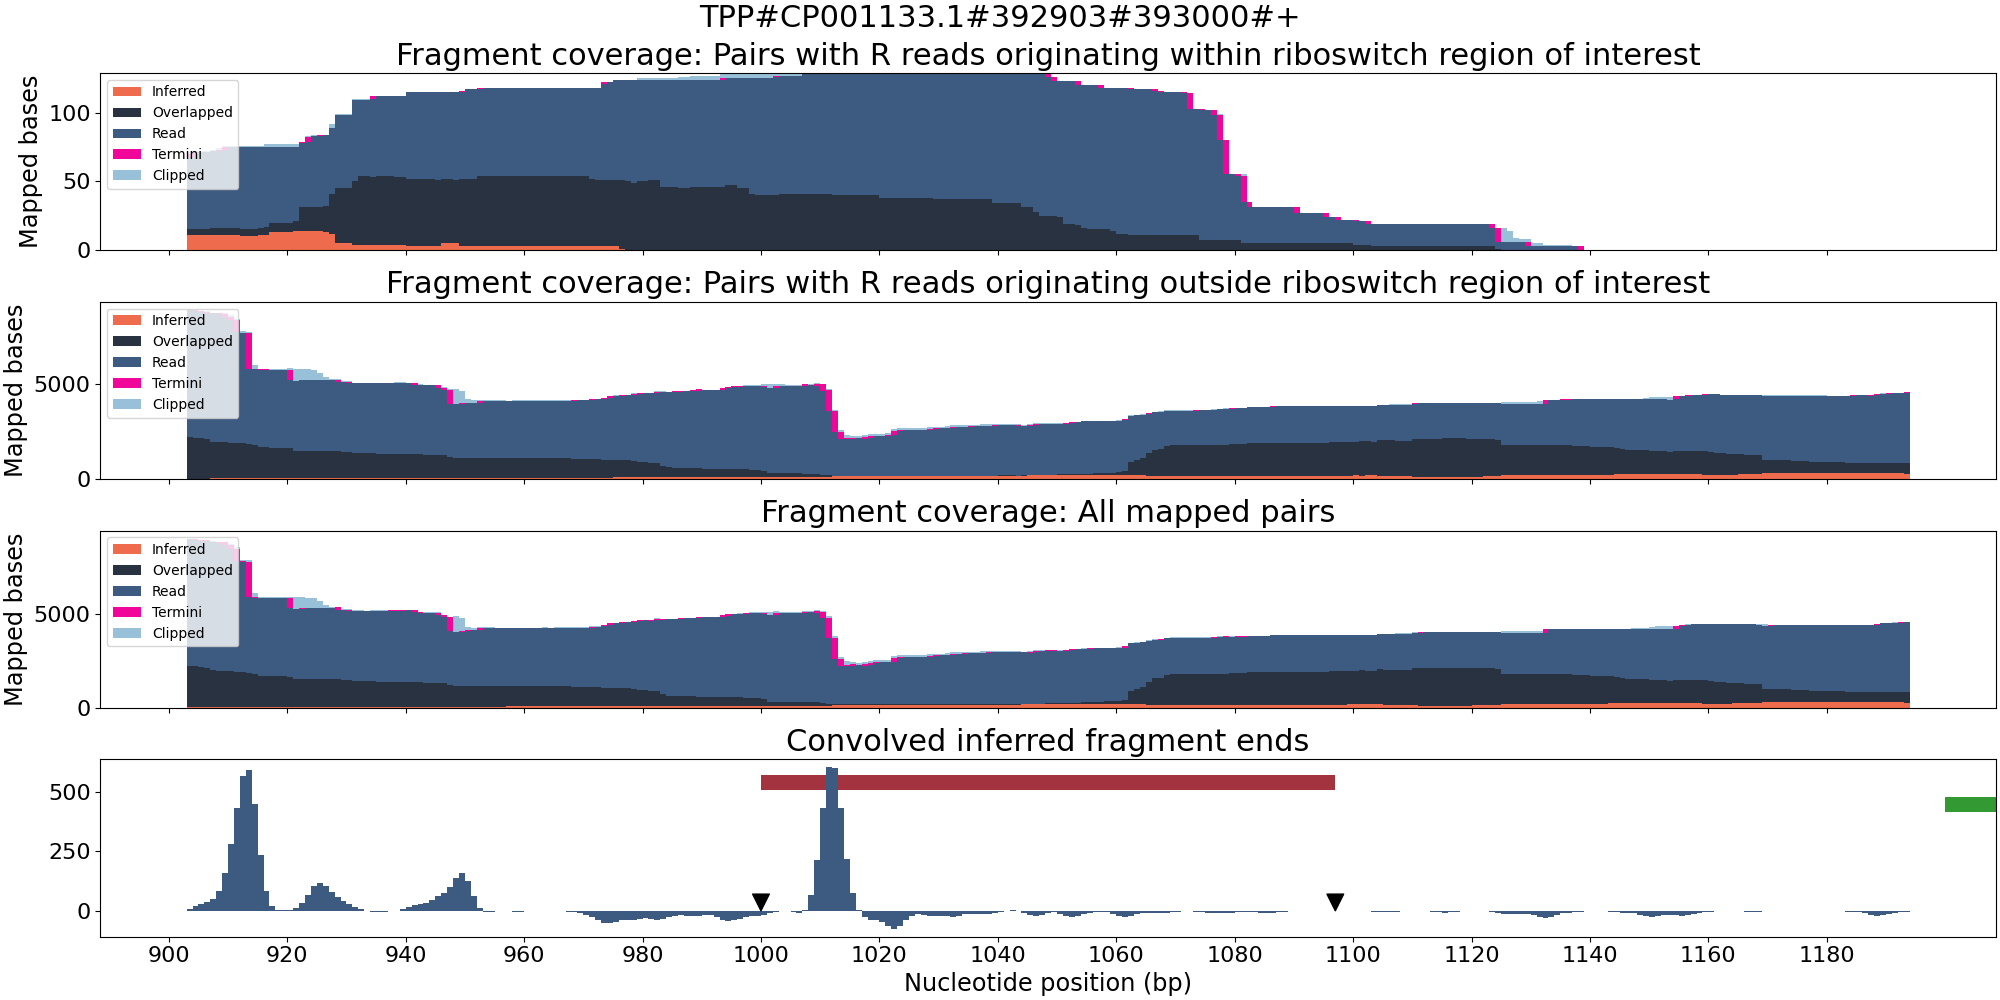 TPP#CP001133.1#392903#393000#+
Fragment coverage: Pairs with R reads originating within riboswitch region of interest
Mapped bases
100
50
0
Inferred
Overlapped
Read
Termini
Clipped
Fragment coverage: Pairs with R reads originating outside riboswitch region of interest
Mapped bases
5000
0
Inferred
Overlapped
Read
Termini
Clipped
Fragment coverage: All mapped pairs
Mapped bases
5000
0
Inferred
Overlapped
Read
Termini
Clipped
Convolved inferred fragment ends
500
250
0
900 920 940 960 980 1000 1020 1040 1060 1080 1100 1120 1140 1160 1180
Nucleotide position (bp)